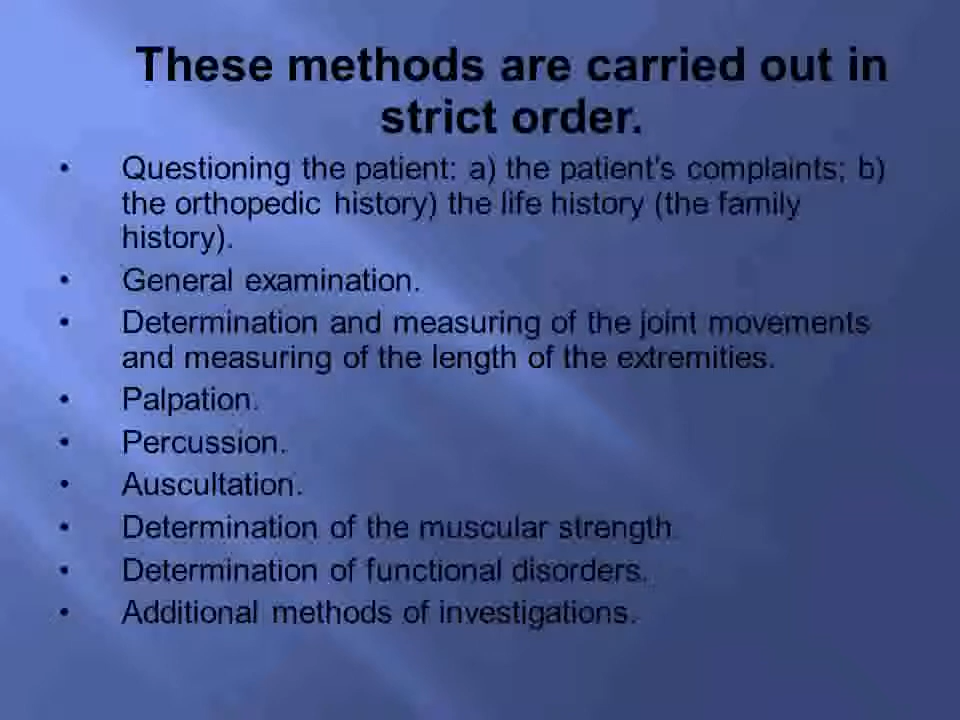 These methods are carried out in
strict order.
• Questioning the patient: a) the patient's complaints; b)
the orthopedic history) the life history (the family
history).
• General examination.
• Determination and measuring of the joint movements
and measuring of the length of the extremities.
• Palpation.
• Percussion.
• Auscultation.
• Determination of the muscular strength.
• Determination of functional disorders.
• Additional methods of investigations.